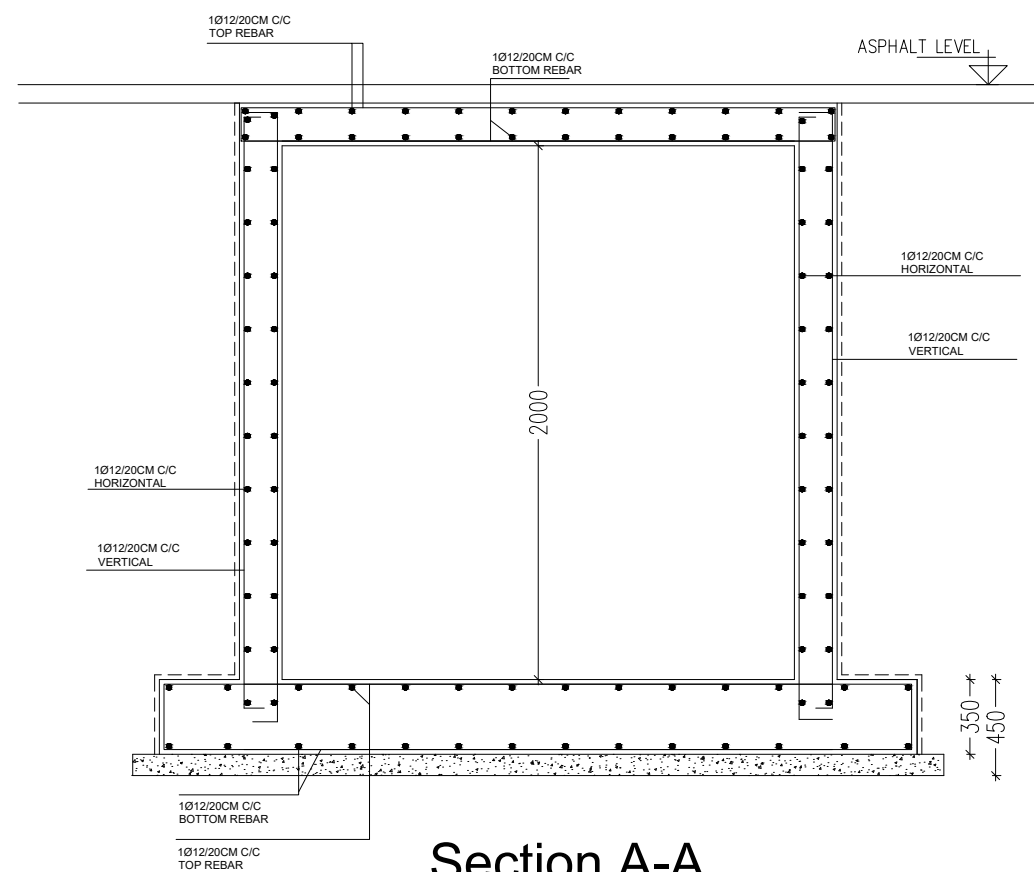 1Ø12/20CM C/C
TOP REBAR
1Ø12/20CM C/C
BOTTOM REBAR
ASPHALT LEVEL
1Ø12/20CM C/C
HORIZONTAL
1Ø12/20CM C/C
VERTICAL
2000
1Ø12/20CM C/C
HORIZONTAL
1Ø12/20CM C/C
VERTICAL
350
450
1Ø12/20CM C/C
BOTTOM REBAR
1Ø12/20CM C/C
TOP REBAR
Section A-A